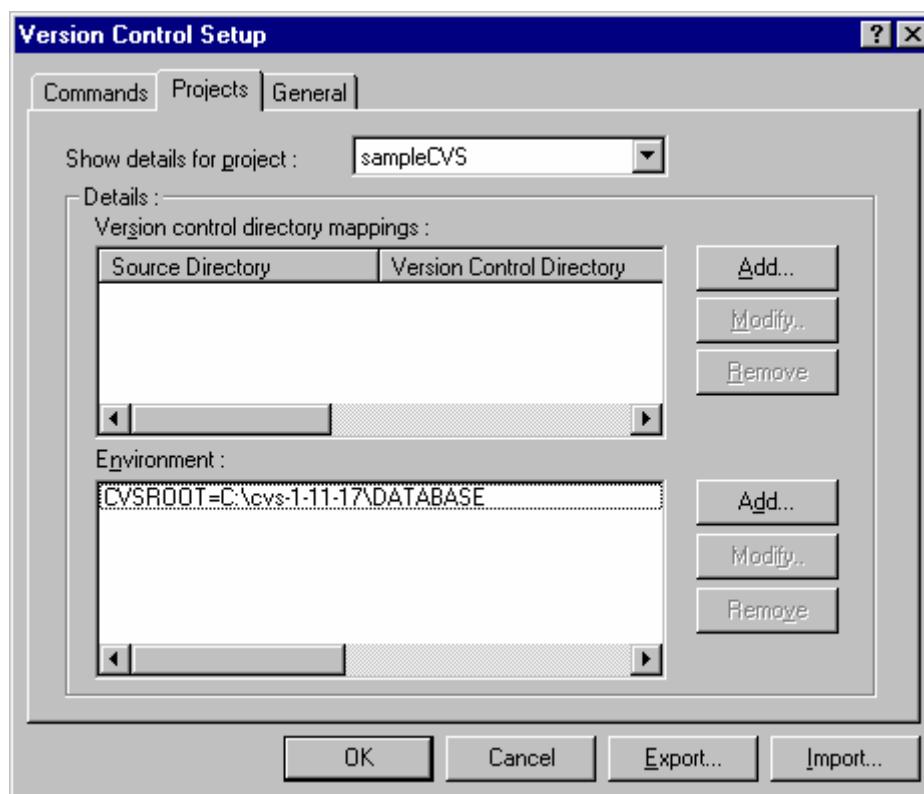 Version Control Setup
Commands Projects General
Show details for project : sampleCVS
Details :
Version control directory mappings :
Source Directory Version Control Directory
Add...
Modify..
Remove
Environment :
CVSROOT=C:\cvs-1-11-17\DATABASE
Add...
Modify..
Remove
OK Cancel Export... Import...